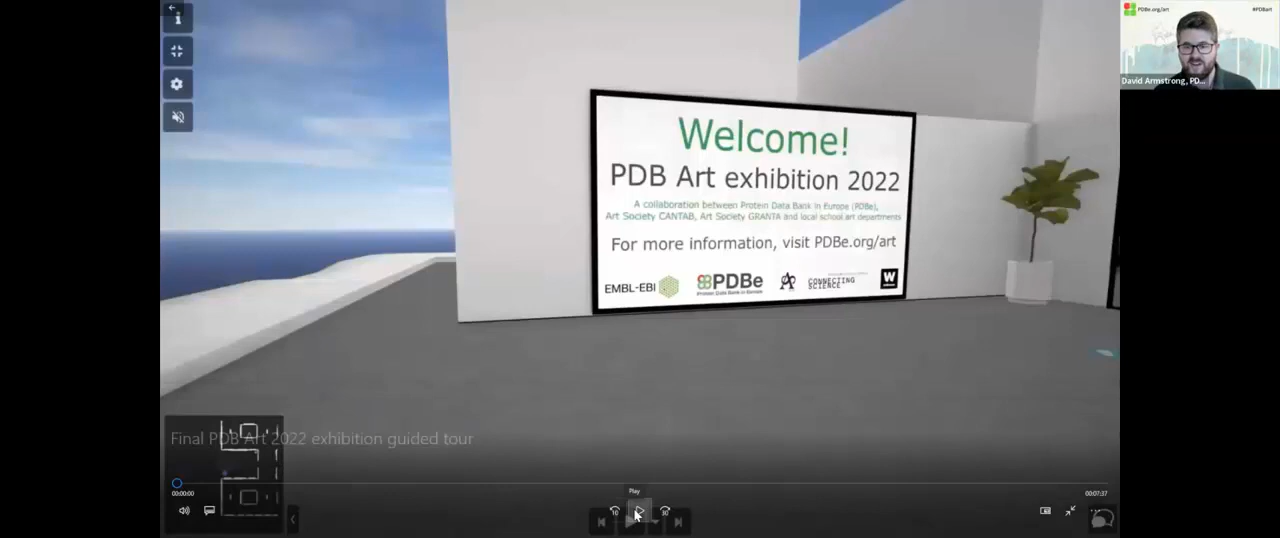 PDBe.org/art
#PDBart
David Armstrong, PD...
Welcome!
PDB Art exhibition 2022
A collaboration between Protein Data Bank in Europe (PDBe),
Art Society CANTAB, Art Society GRANTA and local school art departments
For more information, visit PDBe.org/art
EMBL-EBI
PDBe
Protein Data Bank in Europe
CONNECTING
SCIENCE
W
Final PDB Art 2022 exhibition guided tour
00:00:00
Play
00:07:37
10
30